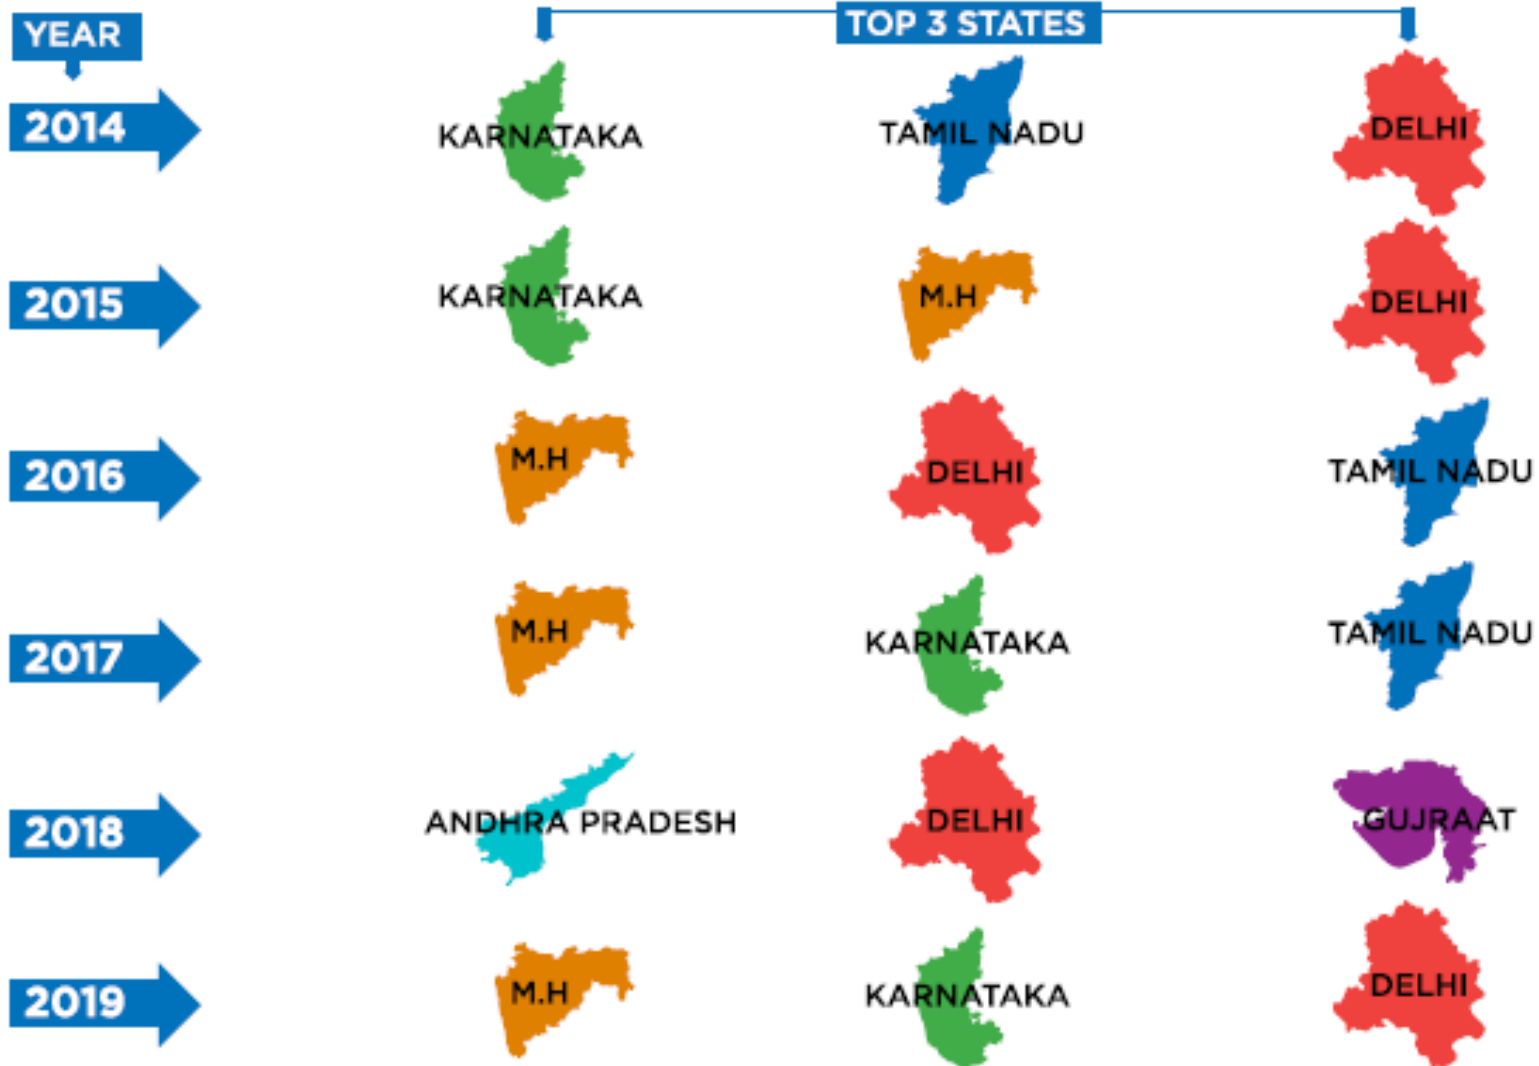 YEAR
TOP 3 STATES
2014
KARNATAKA
TAMIL NADU
DELHI
2015
KARNATAKA
M.H
DELHI
2016
M.H
DELHI
TAMIL NADU
2017
M.H
KARNATAKA
TAMIL NADU
2018
ANDHRA PRADESH
DELHI
GUJRAAT
2019
M.H
KARNATAKA
DELHI